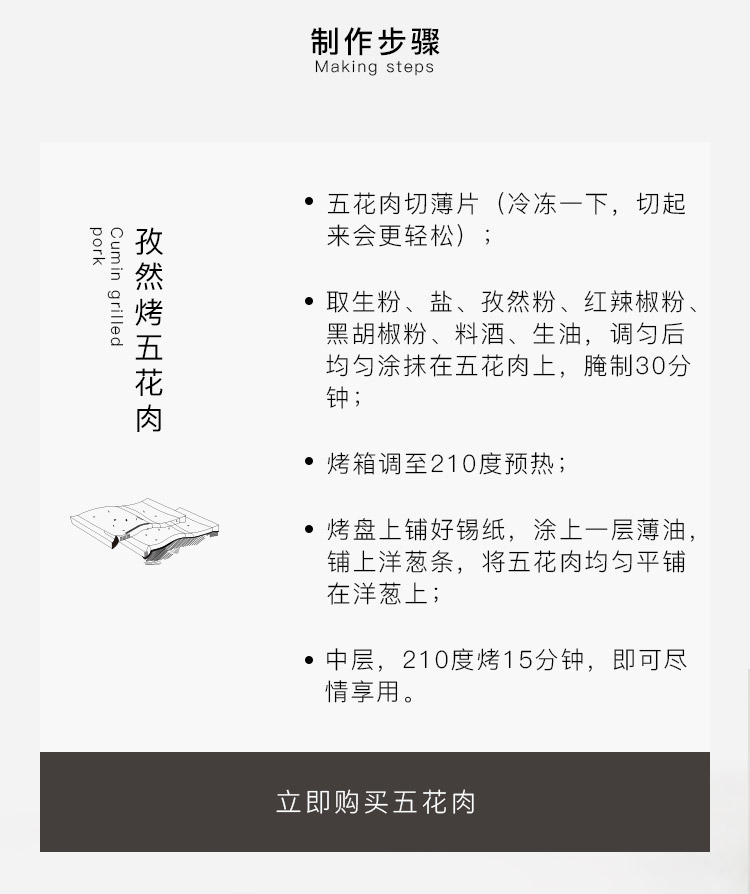 制作步骤
Making steps
孜然烤五花肉
Cumin grilled
pork
• 五花肉切薄片（冷冻一下，切起
来会更轻松）；
• 取生粉、盐、孜然粉、红辣椒粉、
黑胡椒粉、料酒、生油，调匀后
均匀涂抹在五花肉上，腌制30分
钟；
• 烤箱调至210度预热；
• 烤盘上铺好锡纸，涂上一层薄油，
铺上洋葱条，将五花肉均匀平铺
在洋葱上；
• 中层，210度烤15分钟，即可尽
情享用。
立即购买五花肉